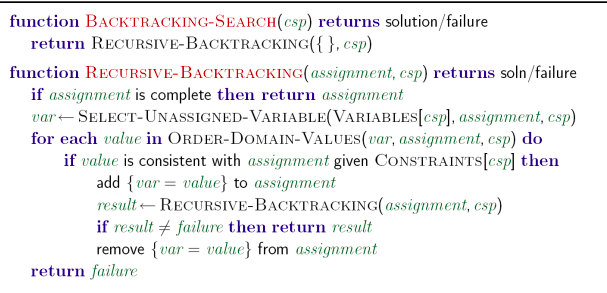 function BACKTRACKING-SEARCH(csp) returns solution/failure
return RECURSIVE-BACKTRACKING({ }, csp)
function RECURSIVE-BACKTRACKING(assignment, csp) returns soln/failure
if assignment is complete then return assignment
var ← SELECT-UNASSIGNED-VARIABLE(VARIABLES[csp], assignment, csp)
for each value in ORDER-DOMAIN-VALUES(var, assignment, csp) do
if value is consistent with assignment given CONSTRAINTS[csp] then
add {var = value} to assignment
result ← RECURSIVE-BACKTRACKING(assignment, csp)
if result ≠ failure then return result
remove {var = value} from assignment
return failure